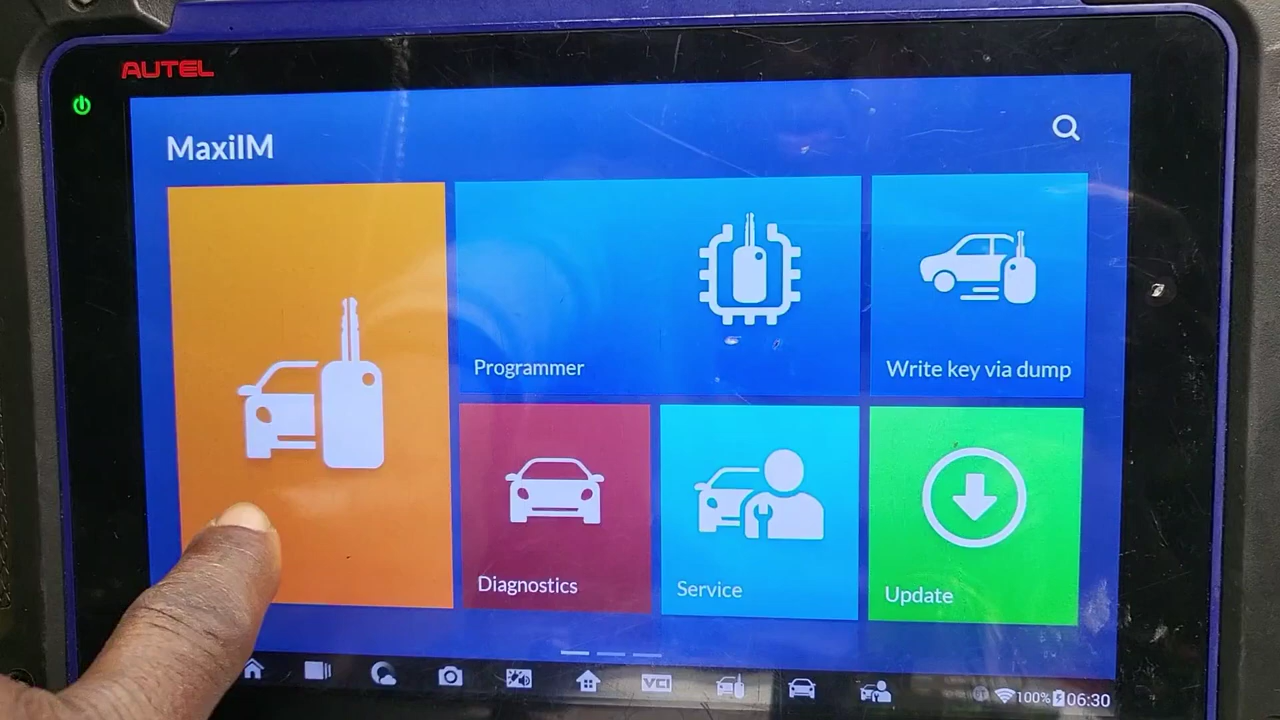 AUTEL
MaxiIM
Programmer
Write key via dump
Diagnostics
Service
Update
VCI
100%
06:30